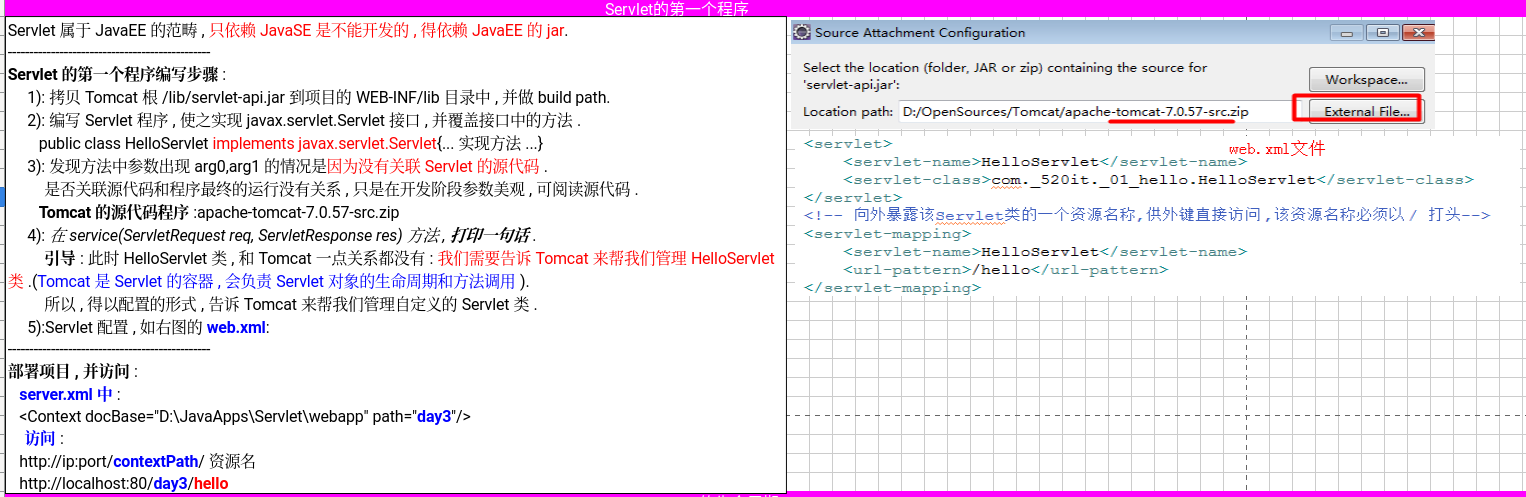 Servlet的第一个程序
Servlet 属于 JavaEE 的范畴 , 只依赖 JavaSE 是不能开发的 , 得依赖 JavaEE 的 jar.
-----------------------------------------------
Servlet 的第一个程序编写步骤 :
1): 拷贝 Tomcat 根 /lib/servlet-api.jar 到项目的 WEB-INF/lib 目录中 , 并做 build path.
2): 编写 Servlet 程序 , 使之实现 javax.servlet.Servlet 接口 , 并覆盖接口中的方法 .
public class HelloServlet implements javax.servlet.Servlet{... 实现方法 ...}
3): 发现方法中参数出现 arg0,arg1 的情况是因为没有关联 Servlet 的源代码 .
是否关联源代码和程序最终的运行没有关系 , 只是在开发阶段参数美观 , 可阅读源代码 .
Tomcat 的源代码程序 :apache-tomcat-7.0.57-src.zip
4): 在 service(ServletRequest req, ServletResponse res) 方法 , 打印一句话 .
引导 : 此时 HelloServlet 类 , 和 Tomcat 一点关系都没有 : 我们需要告诉 Tomcat 来帮我们管理 HelloServlet
类 .(Tomcat 是 Servlet 的容器 , 会负责 Servlet 对象的生命周期和方法调用 ).
所以 , 得以配置的形式 , 告诉 Tomcat 来帮我们管理自定义的 Servlet 类 .
5):Servlet 配置 , 如右图的 web.xml:
-----------------------------------------------
部署项目 , 并访问 :
server.xml 中 :
<Context docBase="D:\JavaApps\Servlet\webapp" path="day3"/>
访问 :
http://ip:port/contextPath/ 资源名
http://localhost:80/day3/hello
Source Attachment Configuration
Select the location (folder, JAR or zip) containing the source for
'servlet-api.jar':
Workspace...
Location path: D:/OpenSources/Tomcat/apache-tomcat-7.0.57-src.zip
External File...
web.xml文件
<servlet>
<servlet-name>HelloServlet</servlet-name>
<servlet-class>com._520it._01_hello.HelloServlet</servlet-class>
</servlet>
<!-- 向外暴露该Servlet类的一个资源名称,供外键直接访问,该资源名称必须以 / 打头-->
<servlet-mapping>
<servlet-name>HelloServlet</servlet-name>
<url-pattern>/hello</url-pattern>
</servlet-mapping>